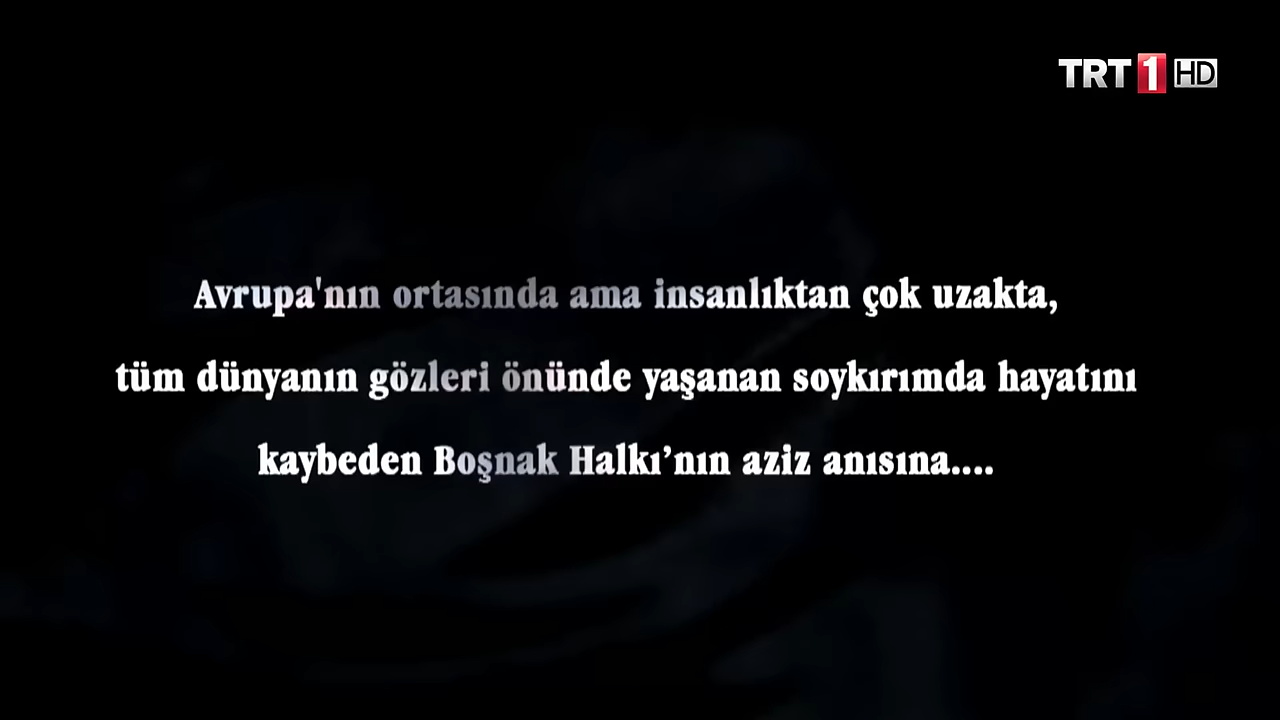 TRT 1 HD
Avrupa'nın ortasında ama insanlıktan çok uzakta,
tüm dünyanın gözleri önünde yaşanan soykırımda hayatını
kaybeden Boşnak Halkı’nın aziz anısına....